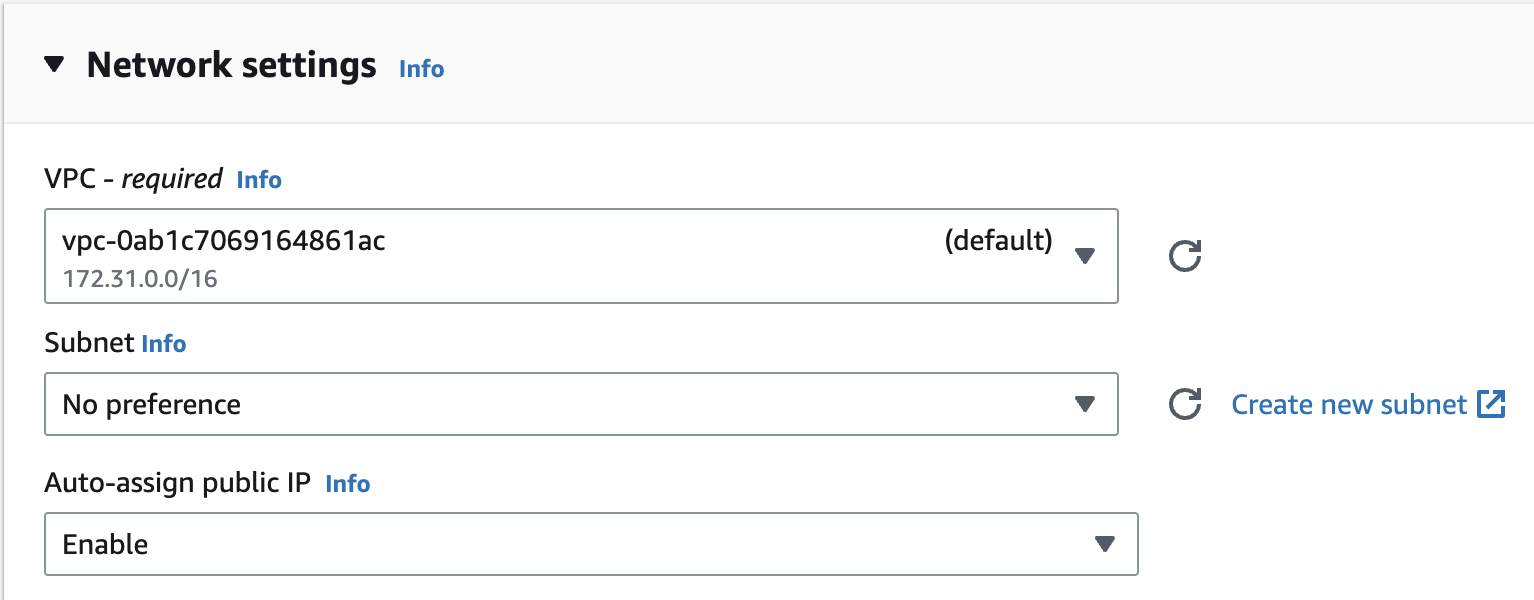 Network settings Info
VPC - required Info
vpc-0ab1c7069164861ac (default)
172.31.0.0/16
Subnet Info
No preference
Create new subnet
Auto-assign public IP Info
Enable